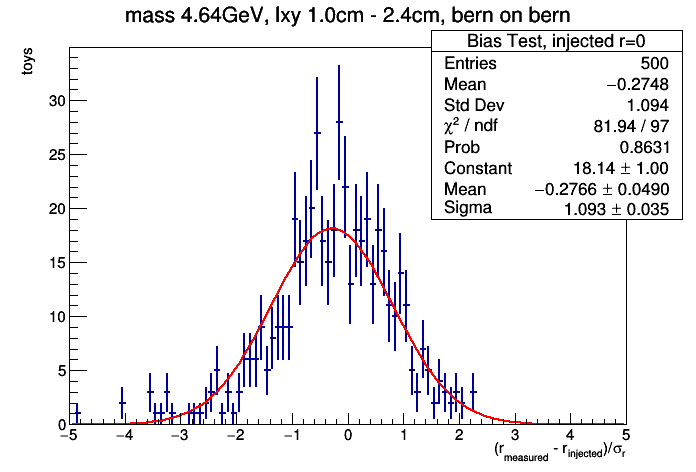 mass 4.64GeV, lxy 1.0cm - 2.4cm, bern on bern
Bias Test, injected r=0
Entries 500
Mean −0.2748
Std Dev 1.094
χ² / ndf 81.94 / 97
Prob 0.8631
Constant 18.14 ± 1.00
Mean −0.2766 ± 0.0490
Sigma 1.093 ± 0.035
toys
30
25
20
15
10
5
0
−5 −4 −3 −2 −1 0 1 2 3 4 5
(r_measured - r_injected)/σ_r